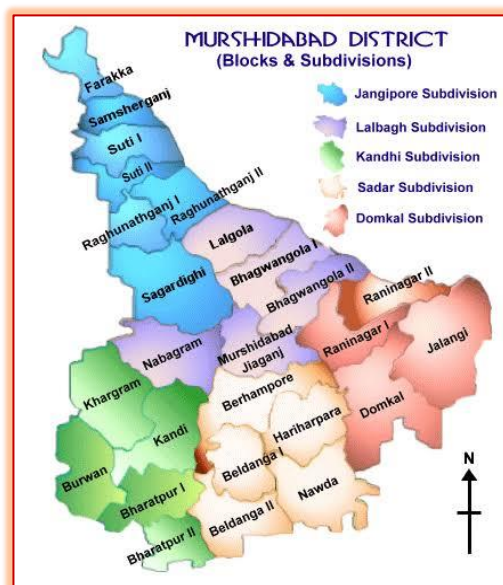 MURSHIDABAD DISTRICT
(Blocks & Subdivisions)
Jangipore Subdivision
Lalbagh Subdivision
Kandhi Subdivision
Sadar Subdivision
Domkal Subdivision
Farakka
Samsherganj
Suti I
Suti II
Raghunathganj I
Raghunathganj II
Lalgola
Sagardighi
Bhagwangola I
Bhagwangola II
Raninagar II
Nabagram
Murshidabad
Jiaganj
Raninagar I
Jalangi
Khargram
Berhampore
Domkal
Kandi
Hariharpara
Burwan
Beldanga I
Bharatpur I
Nawda
Beldanga II
Bharatpur II
N